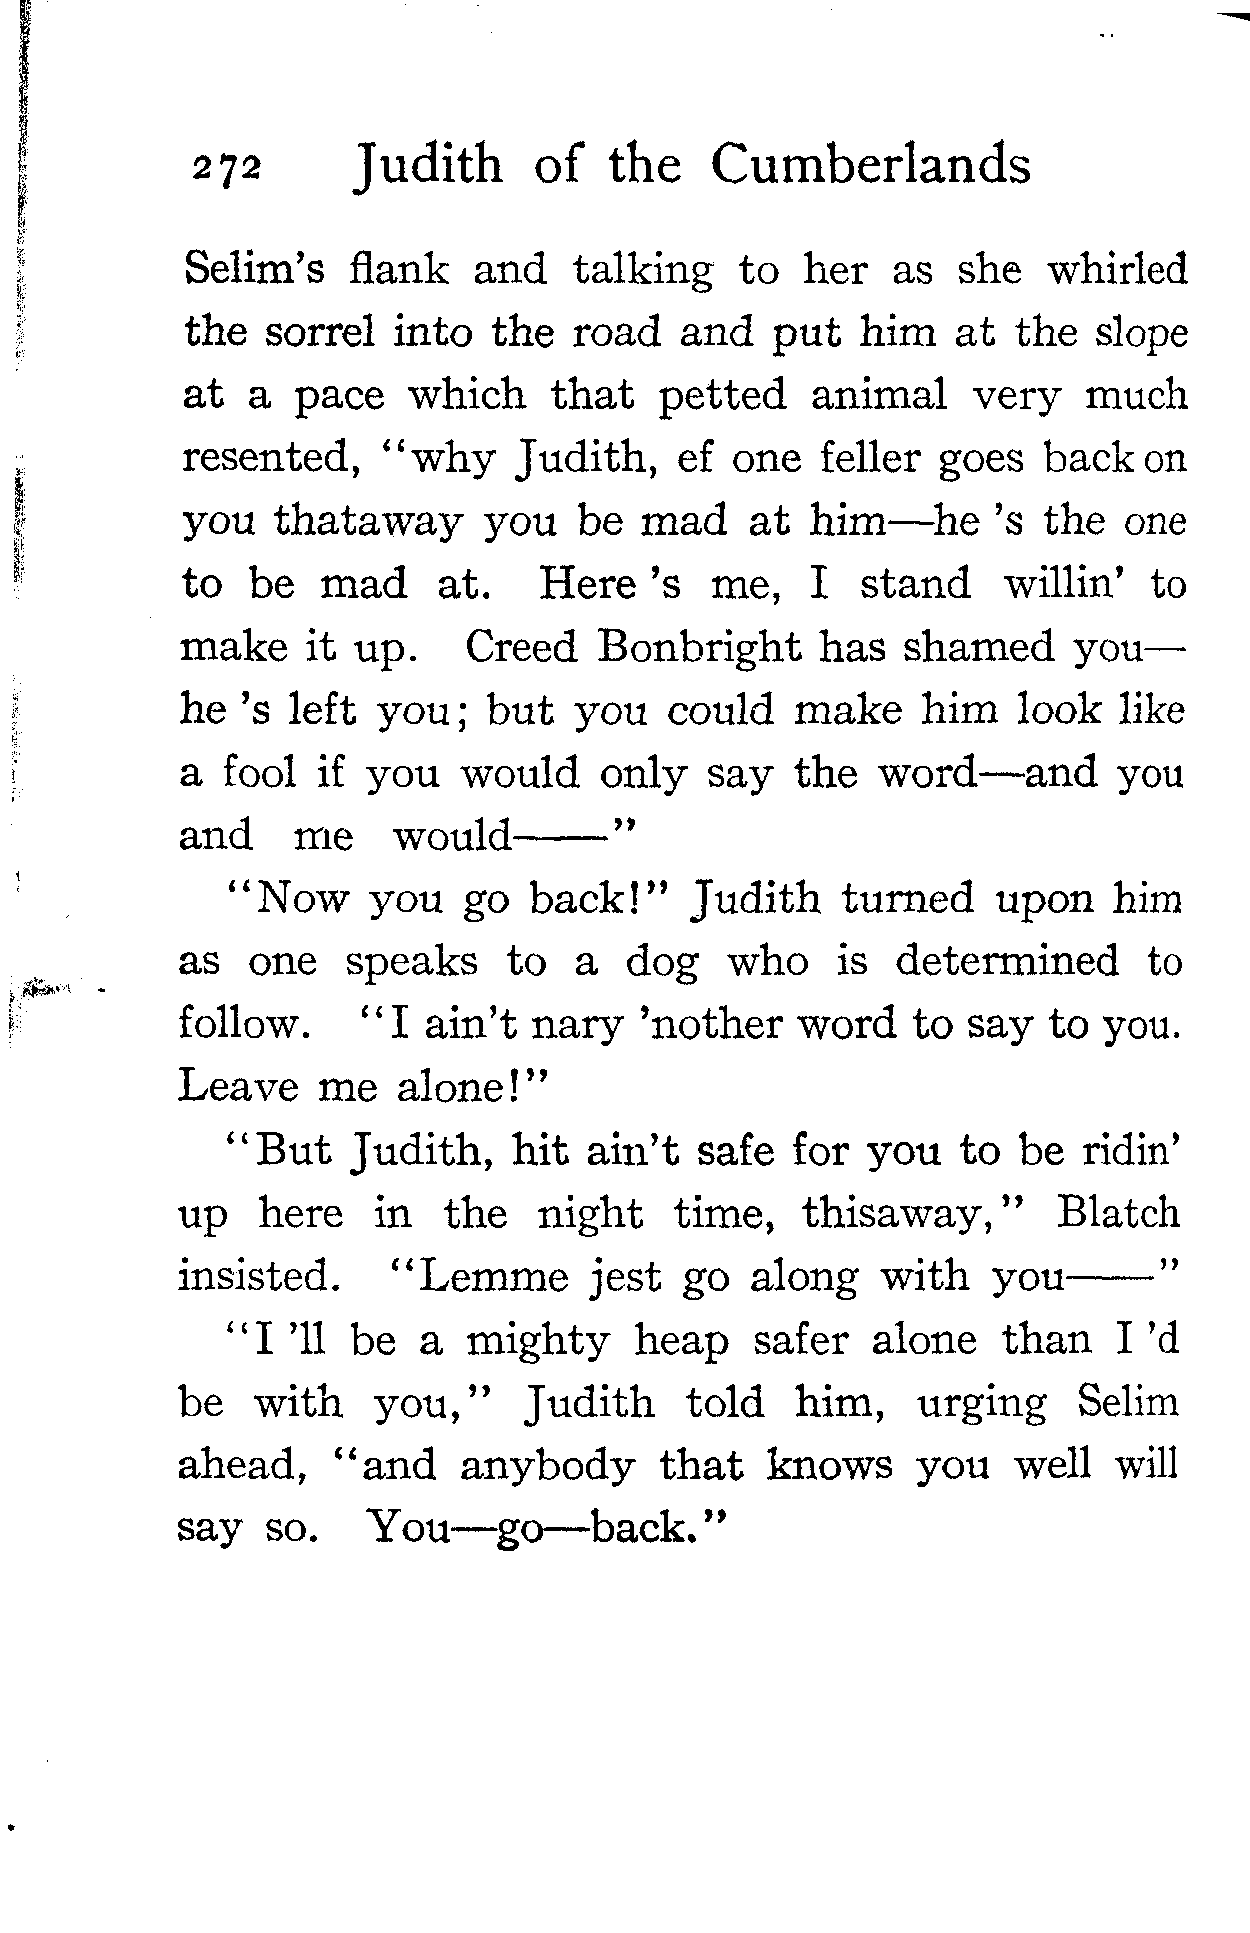 272 Judith of the Cumberlands
Selim's flank and talking to her as she whirled
the sorrel into the road and put him at the slope
at a pace which that petted animal very much
resented, "why Judith, ef one feller goes back on
you thataway you be mad at him—he 's the one
to be mad at. Here 's me, I stand willin' to
make it up. Creed Bonbright has shamed you—
he 's left you; but you could make him look like
a fool if you would only say the word—and you
and me would——"
"Now you go back!" Judith turned upon him
as one speaks to a dog who is determined to
follow. "I ain't nary 'nother word to say to you.
Leave me alone!"
"But Judith, hit ain't safe for you to be ridin'
up here in the night time, thisaway," Blatch
insisted. "Lemme jest go along with you——"
"I 'll be a mighty heap safer alone than I 'd
be with you," Judith told him, urging Selim
ahead, "and anybody that knows you well will
say so. You—go—back."